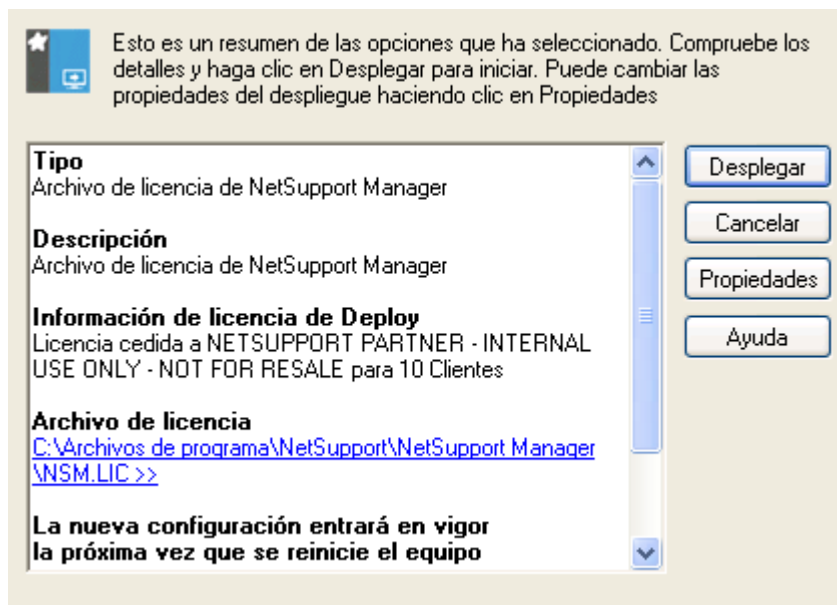 Esto es un resumen de las opciones que ha seleccionado. Compruebe los
detalles y haga clic en Desplegar para iniciar. Puede cambiar las
propiedades del despliegue haciendo clic en Propiedades
Tipo
Archivo de licencia de NetSupport Manager
Descripción
Archivo de licencia de NetSupport Manager
Información de licencia de Deploy
Licencia cedida a NETSUPPORT PARTNER - INTERNAL
USE ONLY - NOT FOR RESALE para 10 Clientes
Archivo de licencia
C:\Archivos de programa\NetSupport\NetSupport Manager
\NSM.LIC >>
La nueva configuración entrará en vigor
la próxima vez que se reinicie el equipo
Desplegar
Cancelar
Propiedades
Ayuda